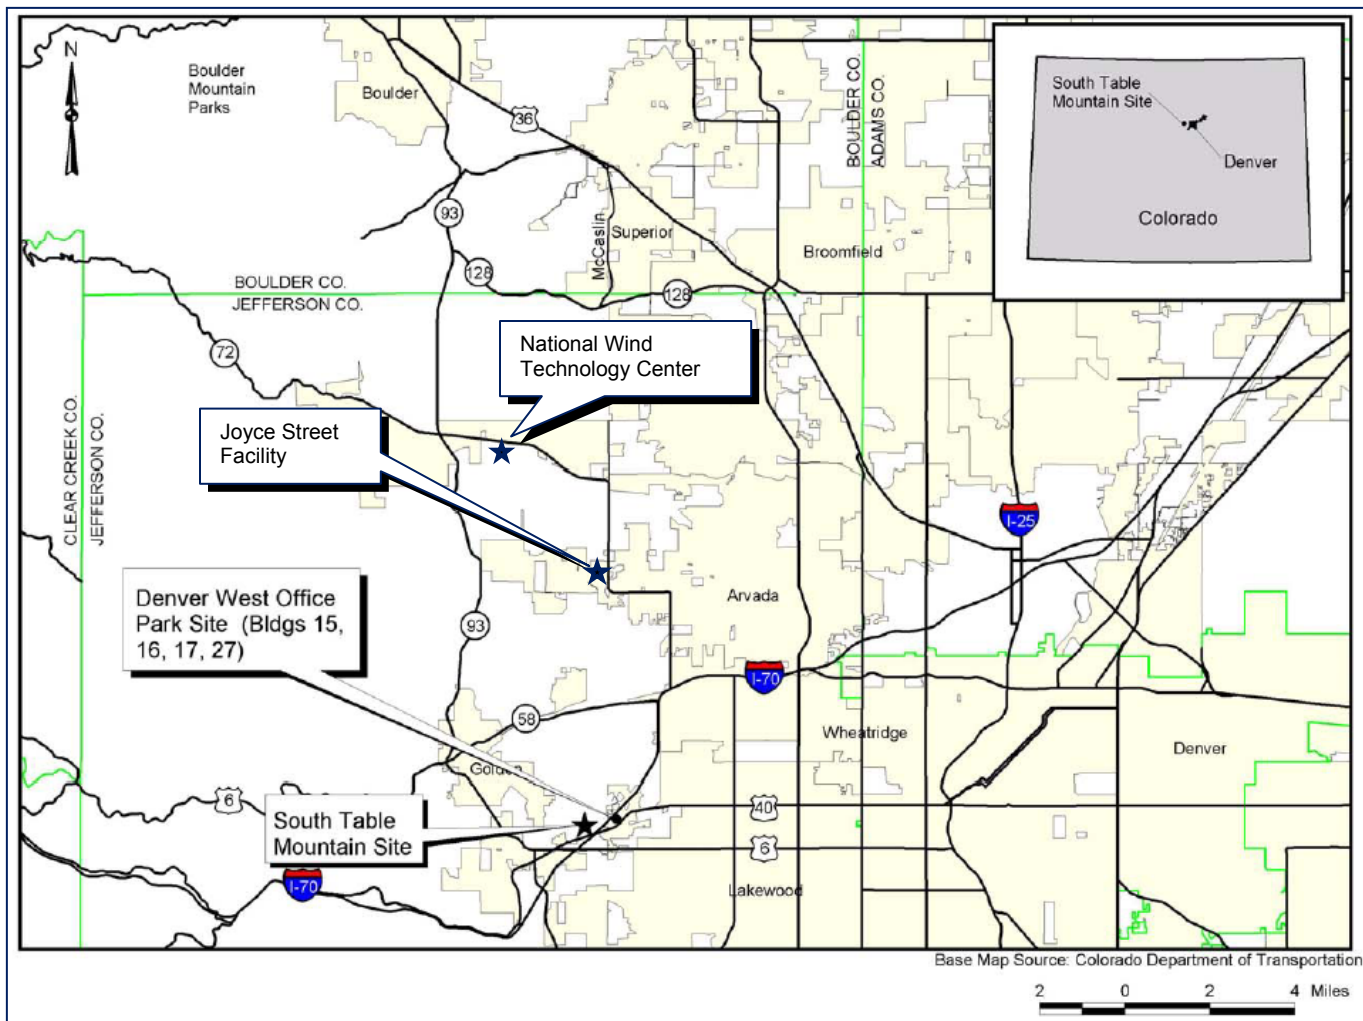 N
Boulder
Mountain
Parks
Boulder
36
BOULDER CO.
ADAMS CO.
South Table
Mountain Site
Denver
Colorado
93
McCaslin
Superior
Broomfield
128
BOULDER CO.
JEFFERSON CO.
128
72
National Wind
Technology Center
Joyce Street
Facility
CLEAR CREEK CO.
JEFFERSON CO.
I-25
Denver West Office
Park Site (Bldgs 15,
16, 17, 27)
Arvada
93
I-70
58
Wheatridge
Denver
Golden
6
40
South Table
Mountain Site
6
I-70
Lakewood
Base Map Source: Colorado Department of Transportation
2 0 2 4 Miles